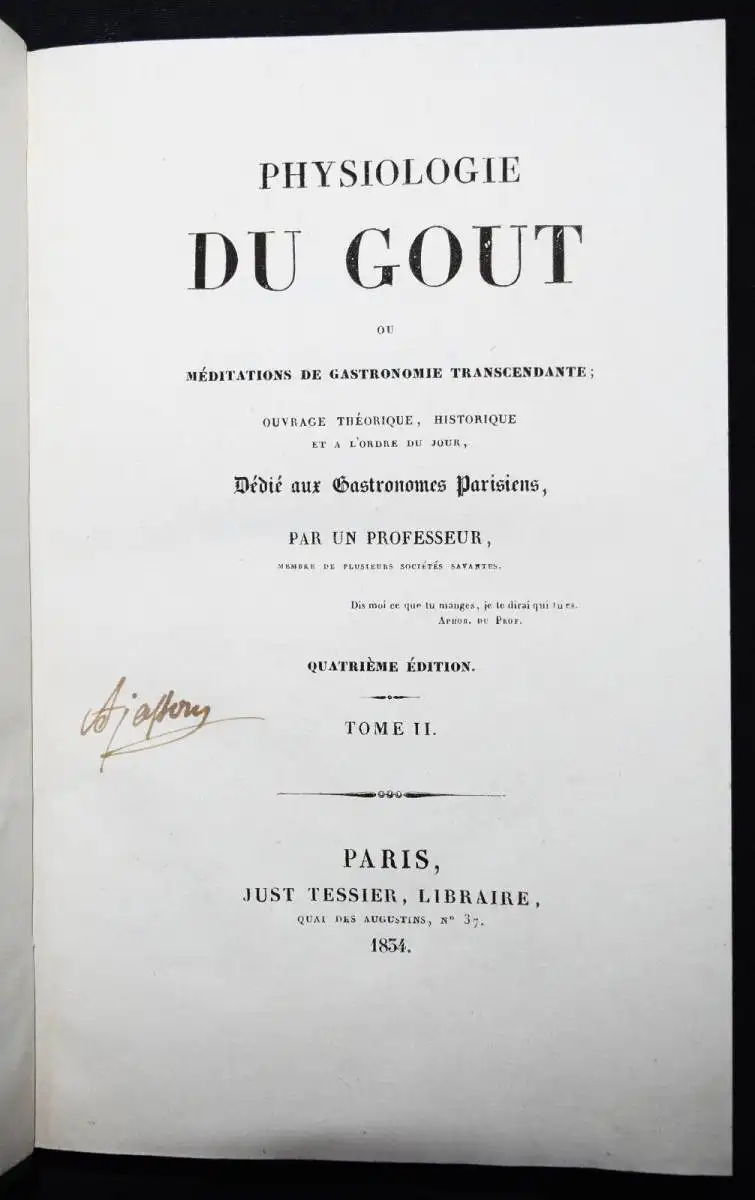 PHYSIOLOGIE
DU GOUT
OU
MÉDITATIONS DE GASTRONOMIE TRANSCENDANTE;
OUVRAGE THÉORIQUE, HISTORIQUE
ET A L'ORDRE DU JOUR,
Dédié aux Gastronomes Parisiens,
PAR UN PROFESSEUR,
MEMBRE DE PLUSIEURS SOCIÉTÉS SAVANTES.
Dis moi ce que tu manges, je te dirai qui tu es.
APHOR. DU PROF.
QUATRIÈME ÉDITION.
TOME II.
PARIS,
JUST TESSIER, LIBRAIRE,
QUAI DES AUGUSTINS, N° 37.
1834.